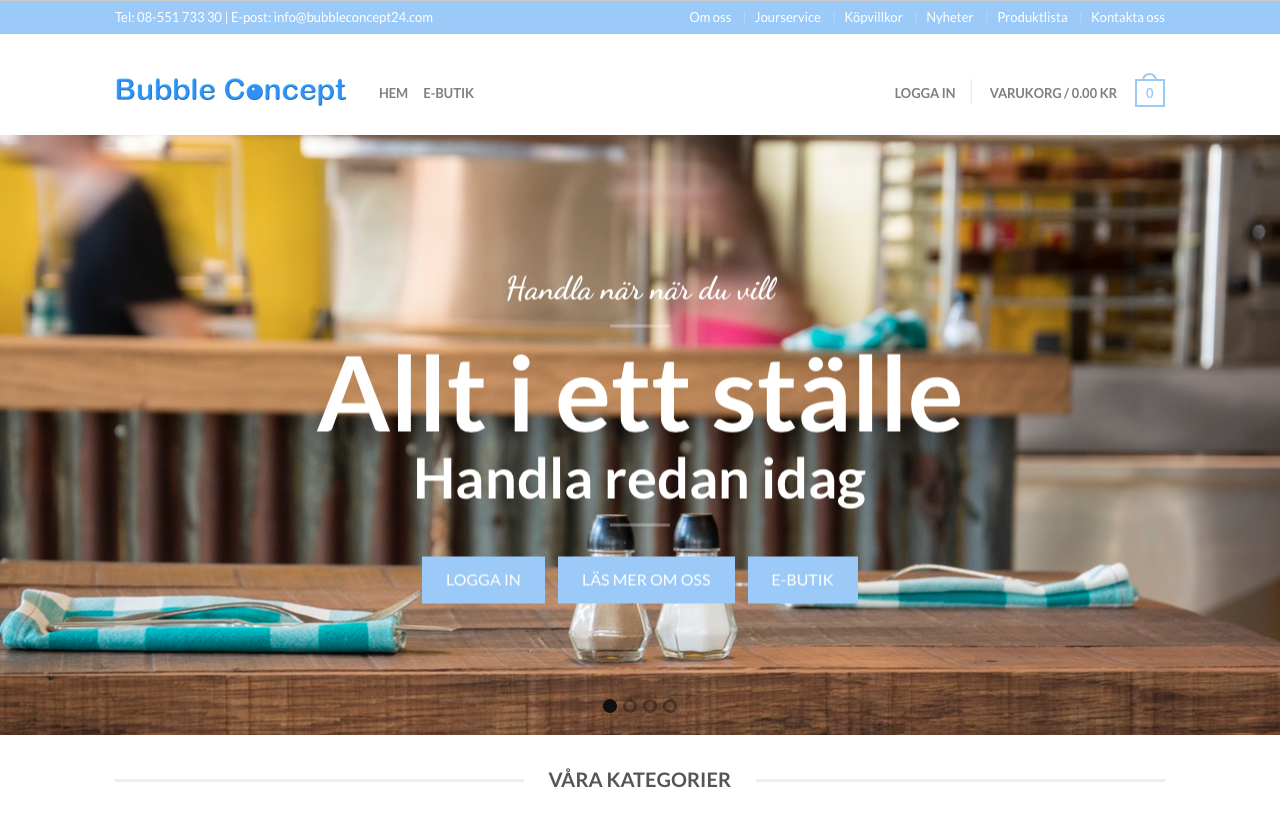 Tel: 08-551 733 30 | E-post: info@bubbleconcept24.com
Om oss | Jourservice | Köpvillkor | Nyheter | Produktlista | Kontakta oss
Bubble Concept
HEM E-BUTIK
LOGGA IN
VARUKORG / 0.00 KR
0
Handla när när du vill
Allt i ett ställe
Handla redan idag
LOGGA IN
LÄS MER OM OSS
E-BUTIK
VÅRA KATEGORIER